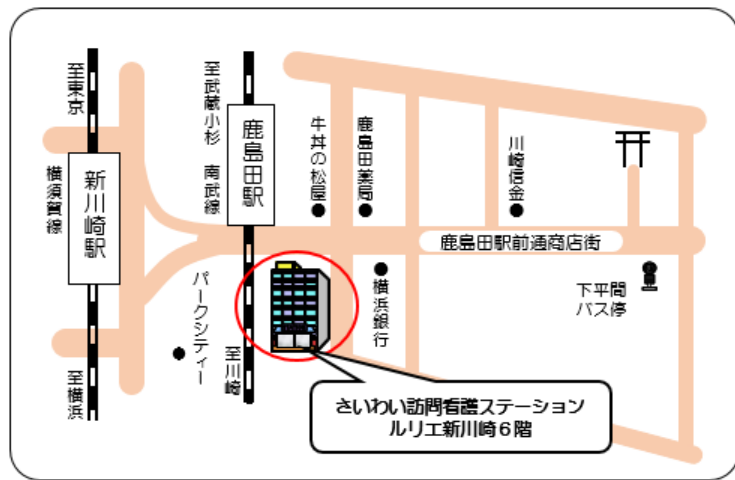 至東京
横須賀線
新川崎駅
至横浜
至武蔵小杉
南武線
鹿島田駅
至川崎
パークシティー
牛丼の松屋
鹿島田薬局
横浜銀行
川崎信金
鹿島田駅前通商店街
下平間
バス停
さいわい訪問看護ステーション
ルリエ新川崎６階